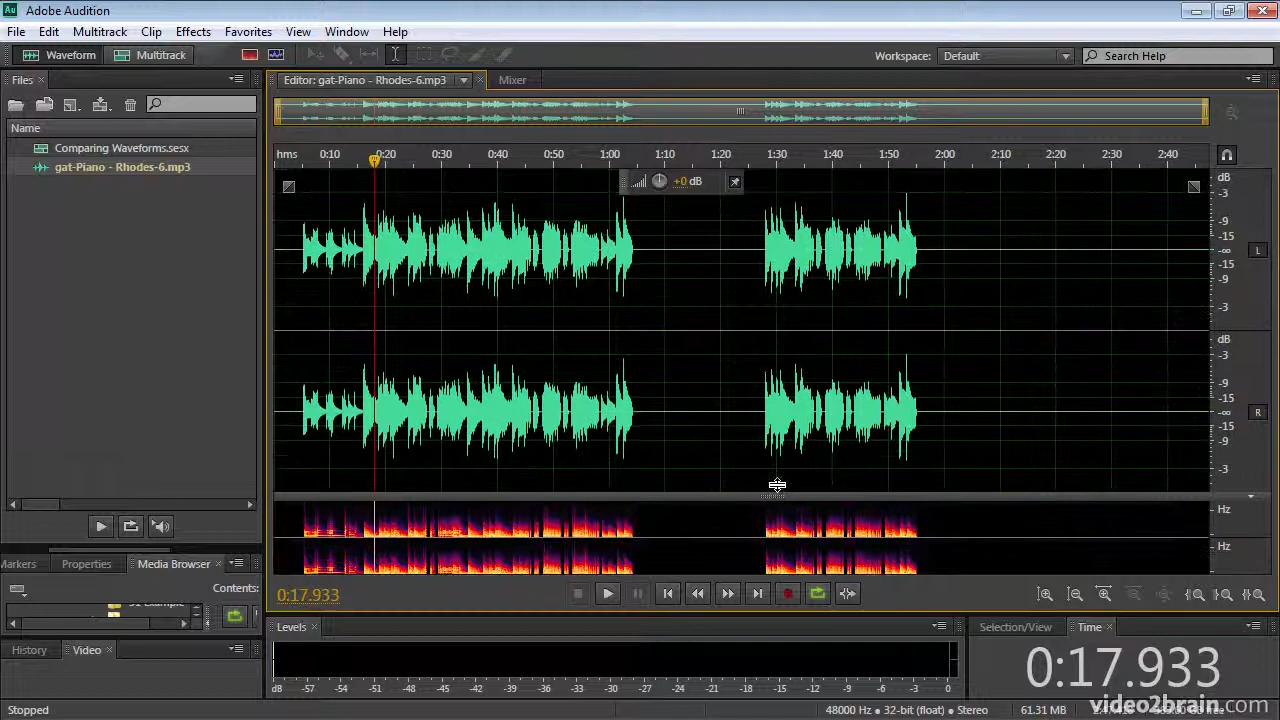 Au Adobe Audition
File Edit Multitrack Clip Effects Favorites View Window Help
Waveform Multitrack Workspace: Default Search Help
Files Editor: gat-Piano - Rhodes-6.mp3 Mixer
Name
Comparing Waveforms.sesx
gat-Piano - Rhodes-6.mp3
hms 0:10 0:20 0:30 0:40 0:50 1:00 1:10 1:20 1:30 1:40 1:50 2:00 2:10 2:20 2:30 2:40
+0 dB
dB
-3
-9
-15
-∞ L
-15
-9
-3
dB
-3
-9
-15
-∞ R
-15
-9
-3
Hz
Hz
Markers Properties Media Browser
Contents:
0:17.933
History Video
Levels
dB -57 -54 -51 -48 -45 -42 -39 -36 -33 -30 -27 -24 -21 -18 -15 -12 -9 -6 -3 0
Selection/View Time
0:17.933
Stopped 48000 Hz • 32-bit (float) • Stereo 61.31 MB free
video2brain.com